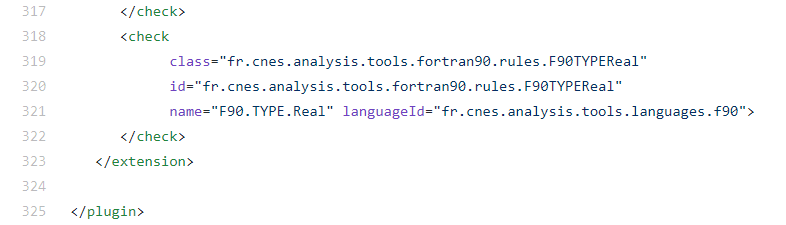 317 </check>
318 <check
319 class="fr.cnes.analysis.tools.fortran90.rules.F90TYPEReal"
320 id="fr.cnes.analysis.tools.fortran90.rules.F90TYPEReal"
321 name="F90.TYPE.Real" languageId="fr.cnes.analysis.tools.languages.f90">
322 </check>
323 </extension>
324
325 </plugin>